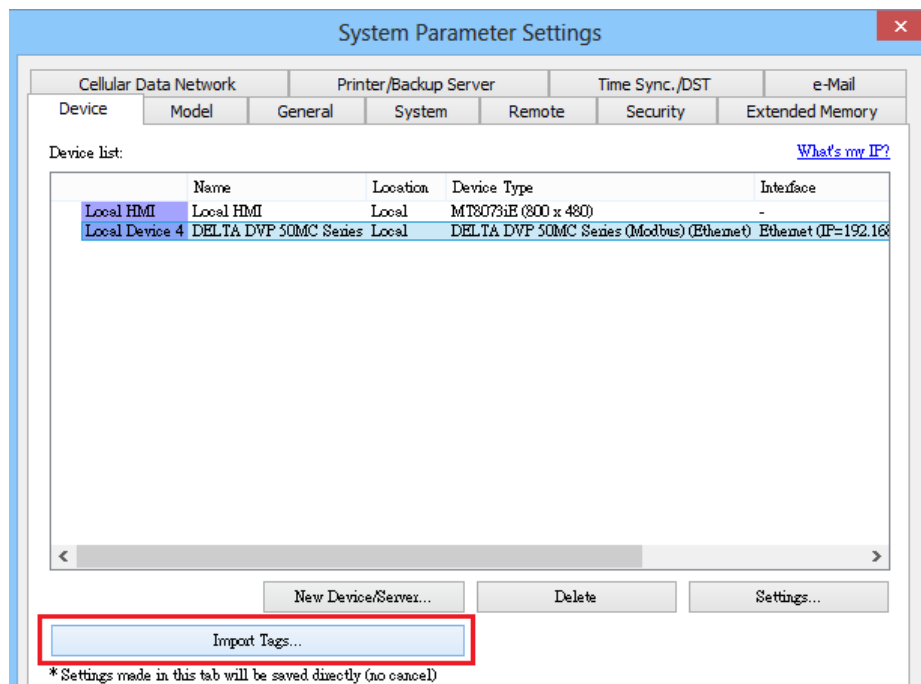 System Parameter Settings
Cellular Data Network Printer/Backup Server Time Sync./DST e-Mail
Device Model General System Remote Security Extended Memory
Device list: What's my IP?
Name Location Device Type Interface
Local HMI Local HMI Local MT8073iE (800 x 480) -
Local Device 4 DELTA DVP 50MC Series Local DELTA DVP 50MC Series (Modbus) (Ethernet) Ethernet (IP=192.168
New Device/Server... Delete Settings...
Import Tags...
* Settings made in this tab will be saved directly (no cancel)